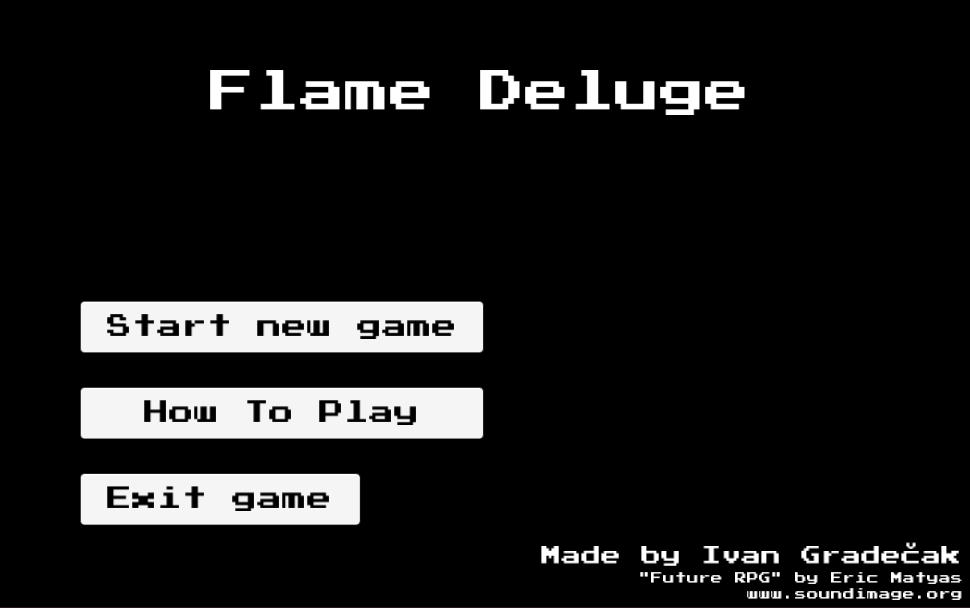 Flame Deluge
Start new game
How To Play
Exit game
Made by Ivan Gradečak
"Future RPG" by Eric Matyas
www.soundimage.org